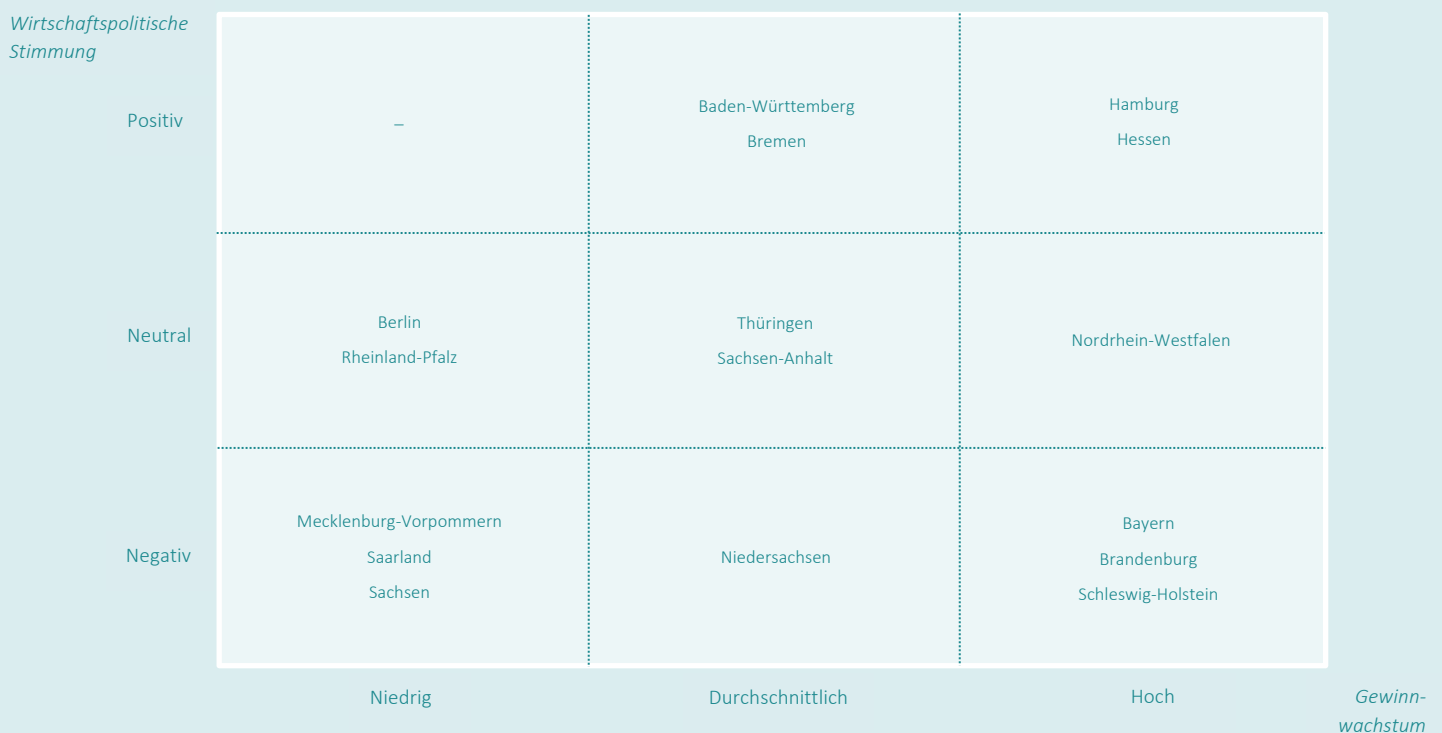 Wirtschaftspolitische
Stimmung
Positiv
–
Baden-Württemberg
Bremen
Hamburg
Hessen
Neutral
Berlin
Rheinland-Pfalz
Thüringen
Sachsen-Anhalt
Nordrhein-Westfalen
Negativ
Mecklenburg-Vorpommern
Saarland
Sachsen
Niedersachsen
Bayern
Brandenburg
Schleswig-Holstein
Niedrig
Durchschnittlich
Hoch
Gewinn-
wachstum